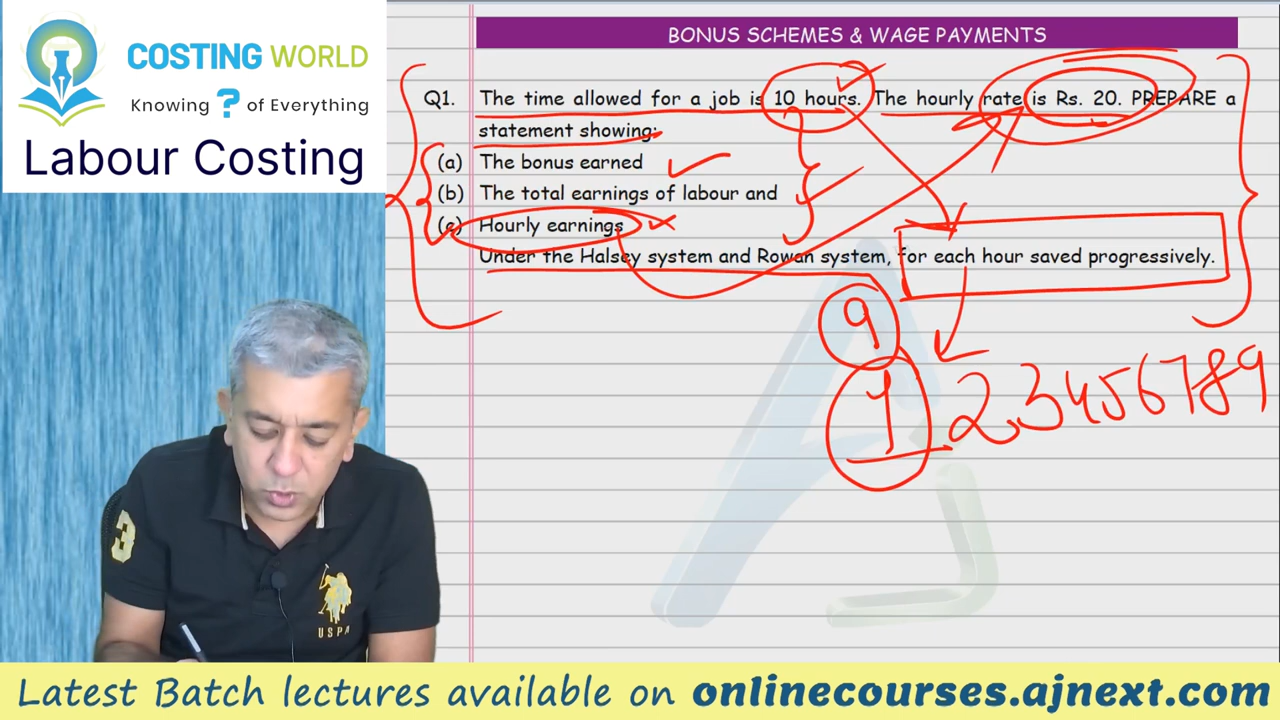 COSTING WORLD
Knowing ? of Everything
Labour Costing
BONUS SCHEMES & WAGE PAYMENTS
Q1. The time allowed for a job is 10 hours. The hourly rate is Rs. 20. PREPARE a
statement showing:
(a) The bonus earned
(b) The total earnings of labour and
(c) Hourly earnings
Under the Halsey system and Rowan system, for each hour saved progressively.
9
1 2 3 4 5 6 7 8 9
3
USPA
Latest Batch lectures available on onlinecourses.ajnext.com